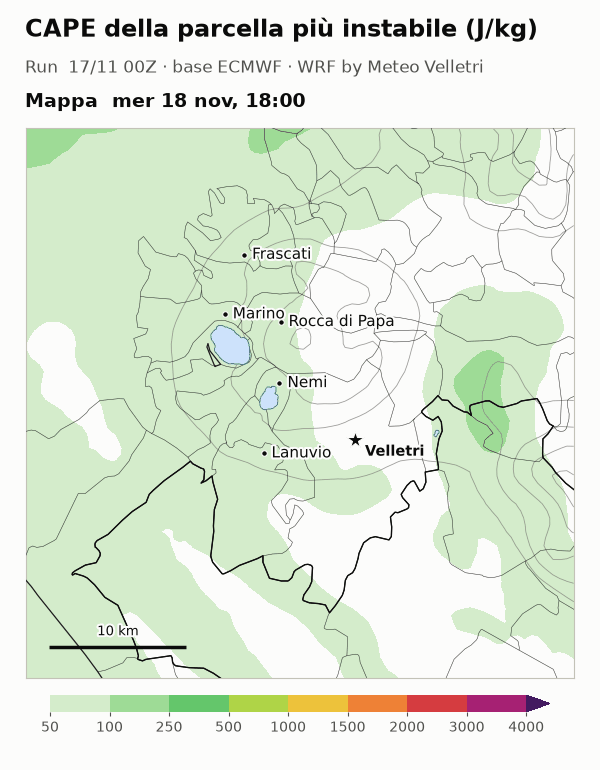 CAPE della parcella più instabile (J/kg)
Run  17/11 00Z · base ECMWF · WRF by Meteo Velletri
Mappa  mer 18 nov, 18:00
Frascati
Marino
Rocca di Papa
Nemi
Velletri
Lanuvio
10 km
50 100 250 500 1000 1500 2000 3000 4000